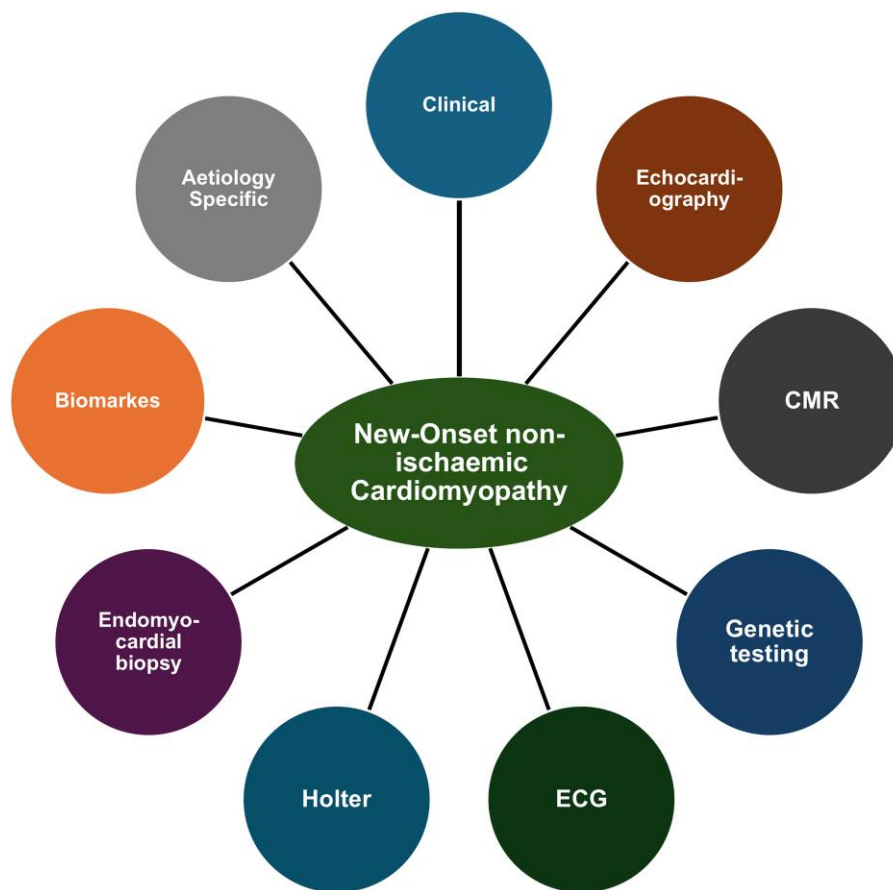 Clinical
Echocardi-
ography
CMR
Genetic
testing
ECG
Holter
Endomyo-
cardial
biopsy
Biomarkes
Aetiology
Specific
New-Onset non-
ischaemic
Cardiomyopathy